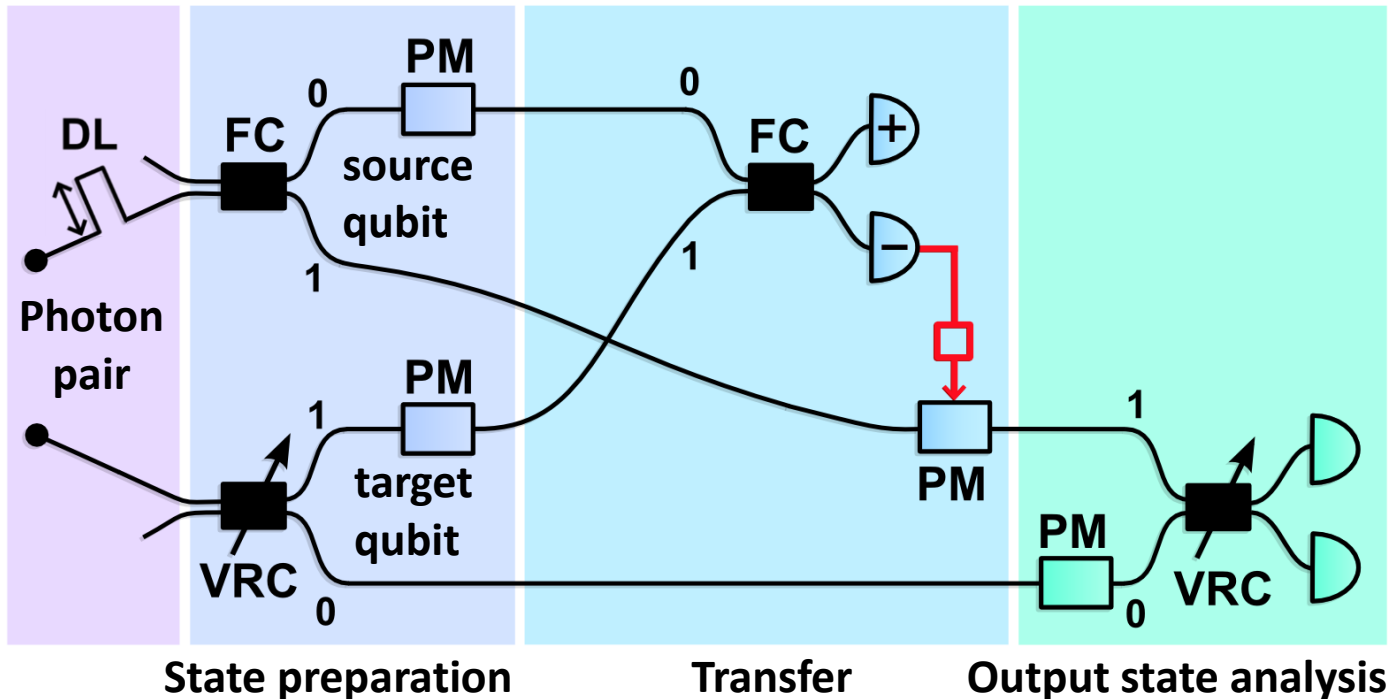 PM
0
0
DL
FC
source
qubit
FC
+
−
1
1
Photon
pair
PM
1
target
qubit
VRC
0
PM
1
PM
0
VRC
State preparation
Transfer
Output state analysis